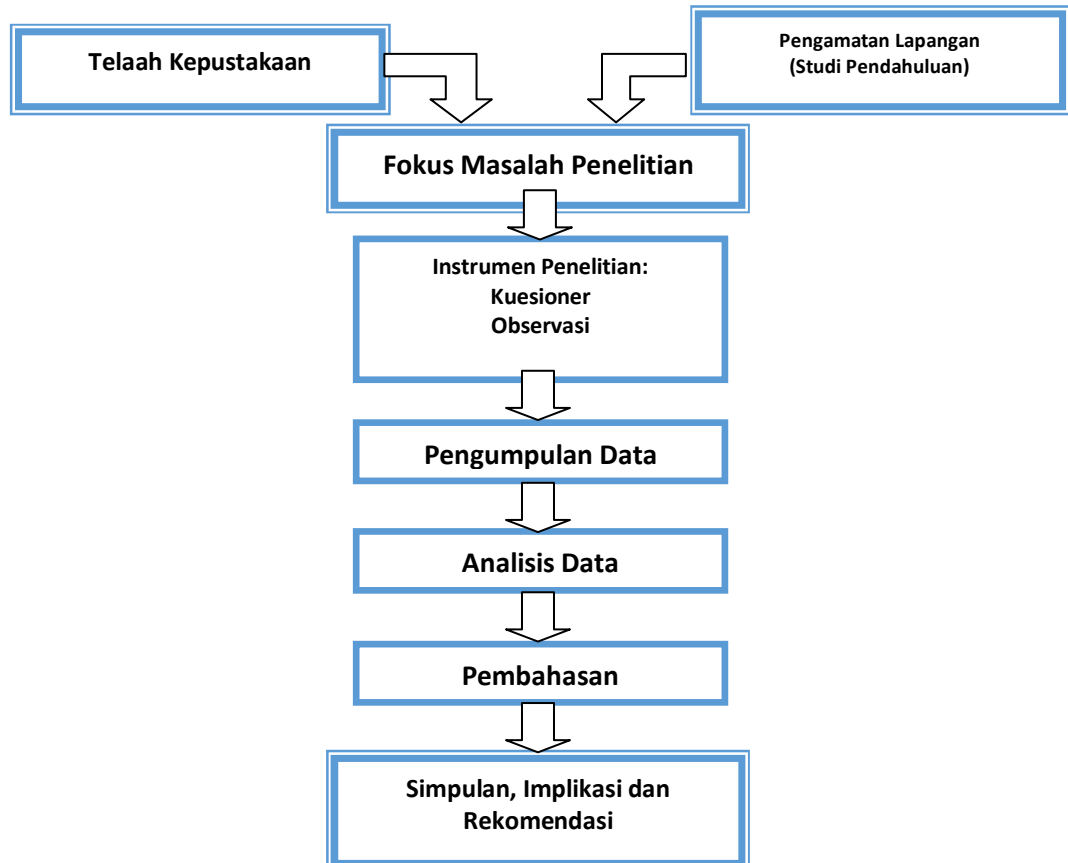 Telaah Kepustakaan
Pengamatan Lapangan
(Studi Pendahuluan)
Fokus Masalah Penelitian
Instrumen Penelitian:
Kuesioner
Observasi
Pengumpulan Data
Analisis Data
Pembahasan
Simpulan, Implikasi dan
Rekomendasi